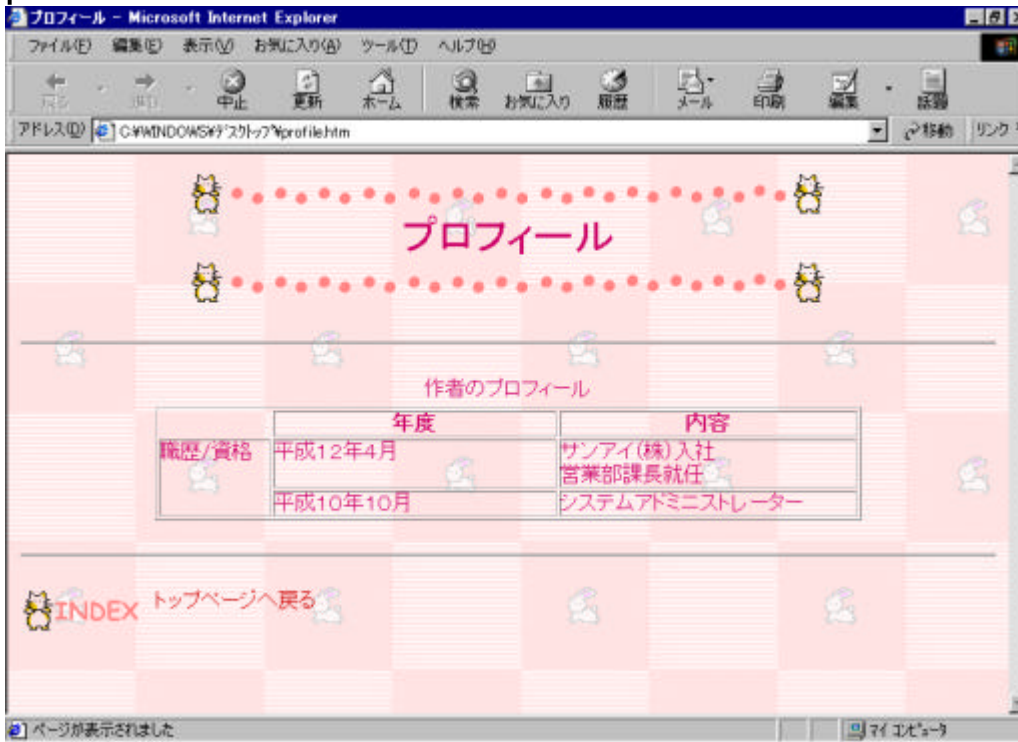 プロフィール - Microsoft Internet Explorer
ファイル(F) 編集(E) 表示(V) お気に入り(A) ツール(T) ヘルプ(H)
戻る 進む 中止 更新 ホーム 検索 お気に入り 履歴 メール 印刷 編集 話題
アドレス(D) C:¥WINDOWS¥デスクトップ¥profile.htm 移動 リンク
プロフィール
作者のプロフィール
年度 内容
職歴/資格 平成12年4月 サンアイ(株)入社
営業部課長就任
平成10年10月 システムアドミニストレーター
INDEX トップページへ戻る
ページが表示されました マイ コンピュータ